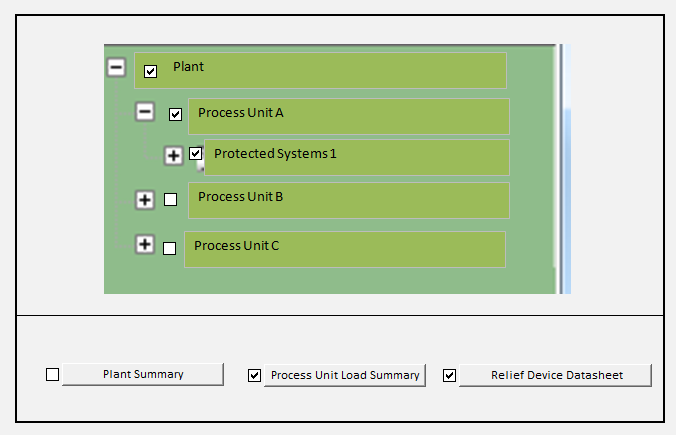 Plant
Process Unit A
Protected Systems 1
Process Unit B
Process Unit C
Plant Summary
Process Unit Load Summary
Relief Device Datasheet